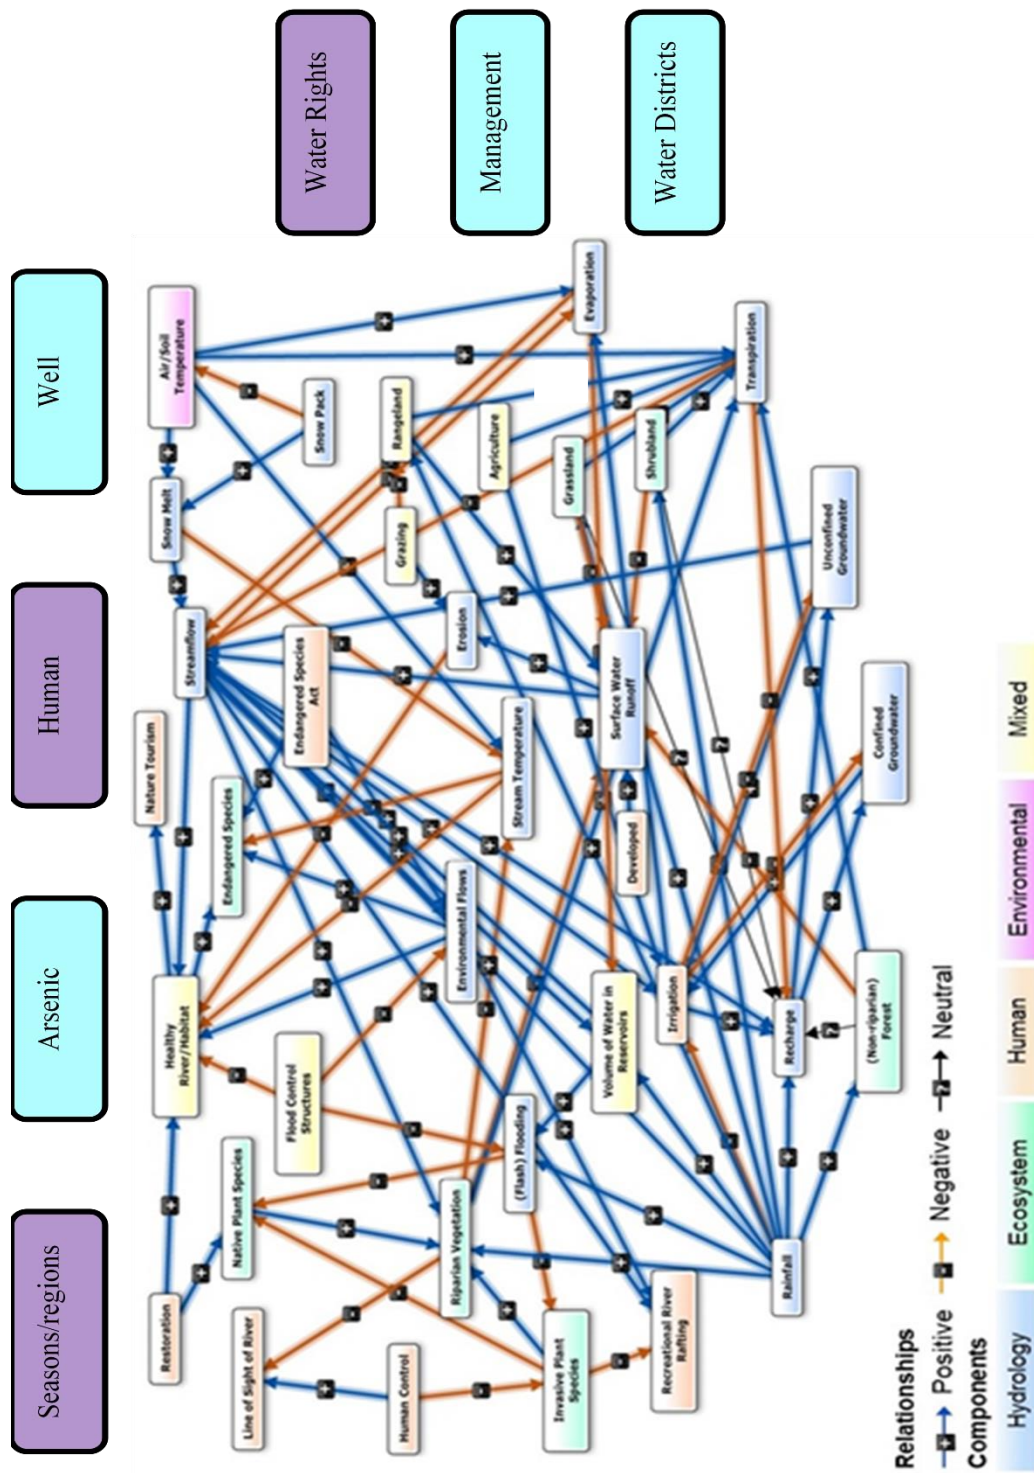 Seasons/regions
Arsenic
Human
Well
Water Rights
Management
Water Districts
Restoration
Healthy
River/Habitat
Nature Tourism
Streamflow
Snow Melt
Air/Soil
Temperature
Line of Sight of River
Native Plant Species
Endangered Species
Flood Control
Structures
Endangered Species
Act
Snow Pack
Human Control
Riparian Vegetation
Environmental Flows
Stream Temperature
Erosion
Grazing
Rangeland
Agriculture
Invasive Plant
Species
(Flash) Flooding
Grassland
Evaporation
Volume of Water in
Reservoirs
Developed
Surface Water
Runoff
Shrubland
Recreational River
Rafting
Irrigation
Transpiration
Rainfall
Recharge
Unconfined
Groundwater
(Non-riparian)
Forest
Confined
Groundwater
Relationships
+ Positive - Negative ? Neutral
Components
Hydrology Ecosystem Human Environmental Mixed